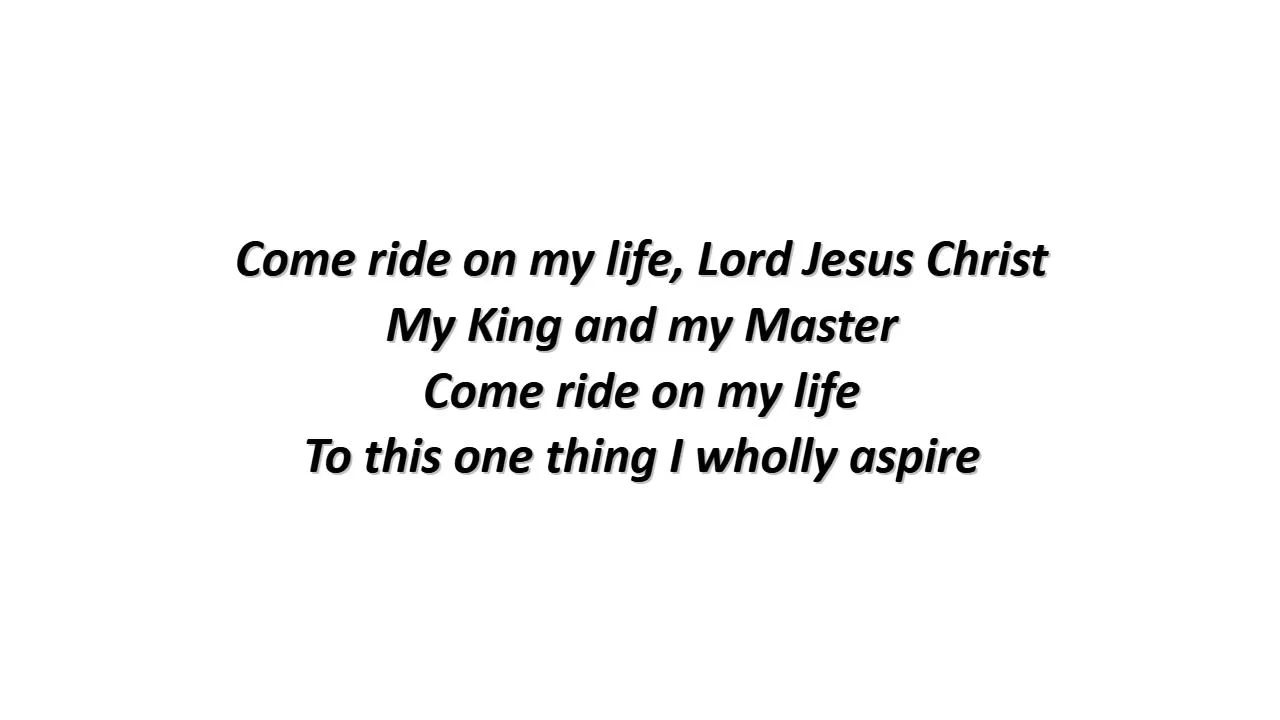 Come ride on my life, Lord Jesus Christ
My King and my Master
Come ride on my life
To this one thing I wholly aspire